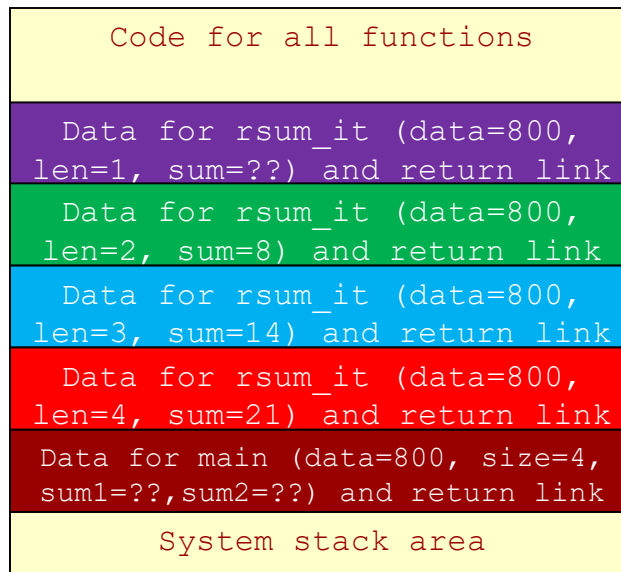 Code for all functions
Data for rsum_it (data=800,
len=1, sum=??) and return link
Data for rsum_it (data=800,
len=2, sum=8) and return link
Data for rsum_it (data=800,
len=3, sum=14) and return link
Data for rsum_it (data=800,
len=4, sum=21) and return link
Data for main (data=800, size=4,
sum1=??,sum2=??) and return link
System stack area